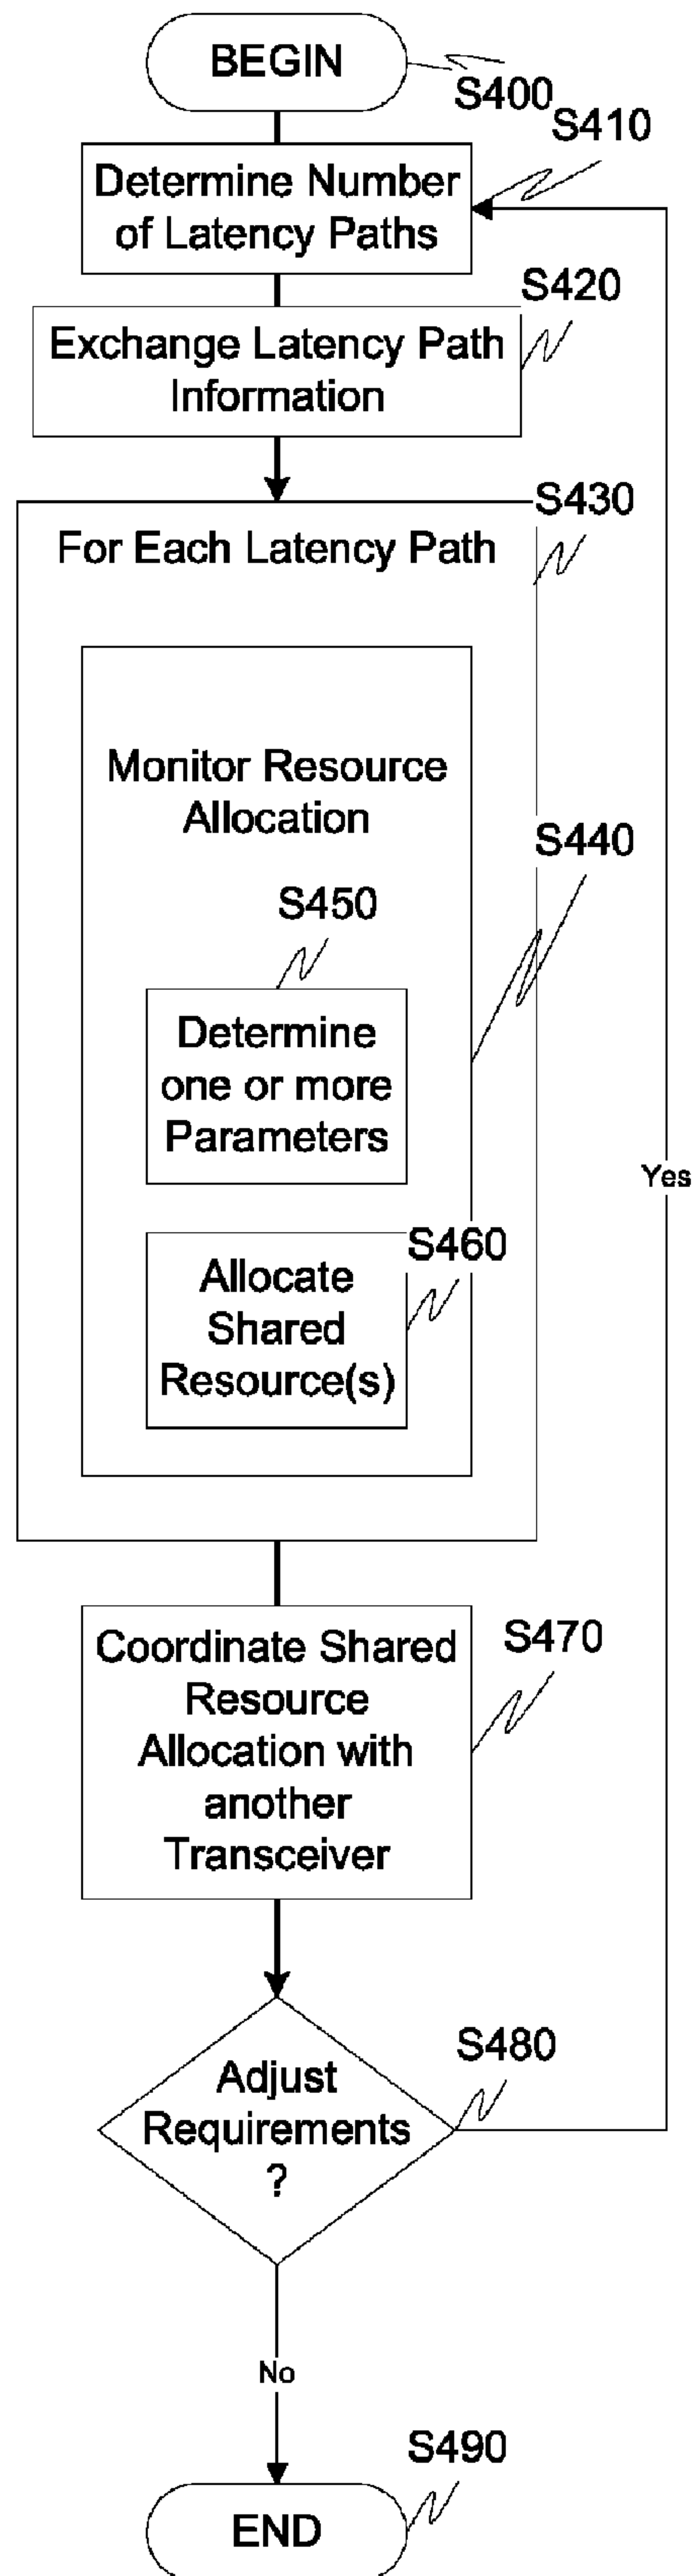 BEGIN
S400
S410
Determine Number
of Latency Paths
S420
Exchange Latency Path
Information
S430
For Each Latency Path
Monitor Resource
Allocation
S440
S450
Determine
one or more
Parameters
Yes
S460
Allocate
Shared
Resource(s)
S470
Coordinate Shared
Resource
Allocation with
another
Transceiver
S480
Adjust
Requirements
?
No
S490
END